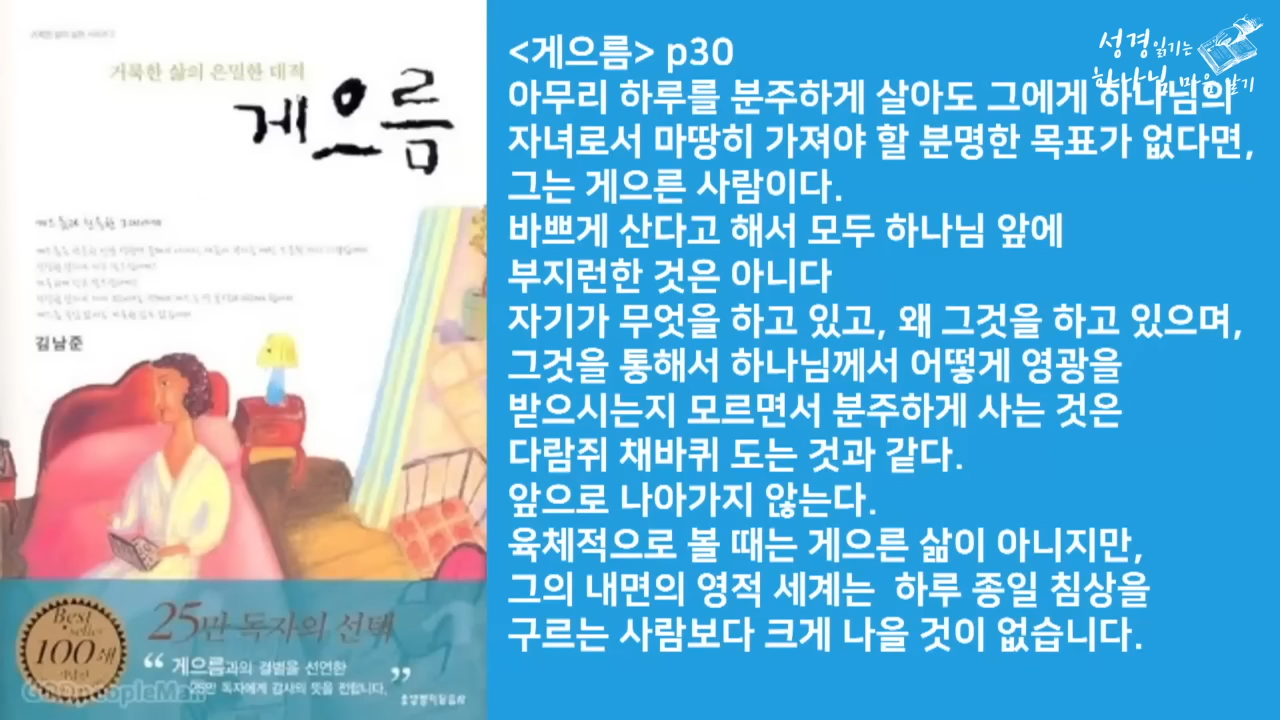 거룩한 삶의 은밀한 대적
게으름
김남준
Best
seller
100쇄
25만 독자의 선택
“ 게으름과의 결별을 선언한
25만 독자에게 감사의 뜻을 전합니다. ”
GOODpeopleMall
<게으름> p30
아무리 하루를 분주하게 살아도 그에게 하나님의
자녀로서 마땅히 가져야 할 분명한 목표가 없다면,
그는 게으른 사람이다.
바쁘게 산다고 해서 모두 하나님 앞에
부지런한 것은 아니다
자기가 무엇을 하고 있고, 왜 그것을 하고 있으며,
그것을 통해서 하나님께서 어떻게 영광을
받으시는지 모르면서 분주하게 사는 것은
다람쥐 채바퀴 도는 것과 같다.
앞으로 나아가지 않는다.
육체적으로 볼 때는 게으른 삶이 아니지만,
그의 내면의 영적 세계는 하루 종일 침상을
구르는 사람보다 크게 나을 것이 없습니다.
성경읽기는
하나님 마음 알기